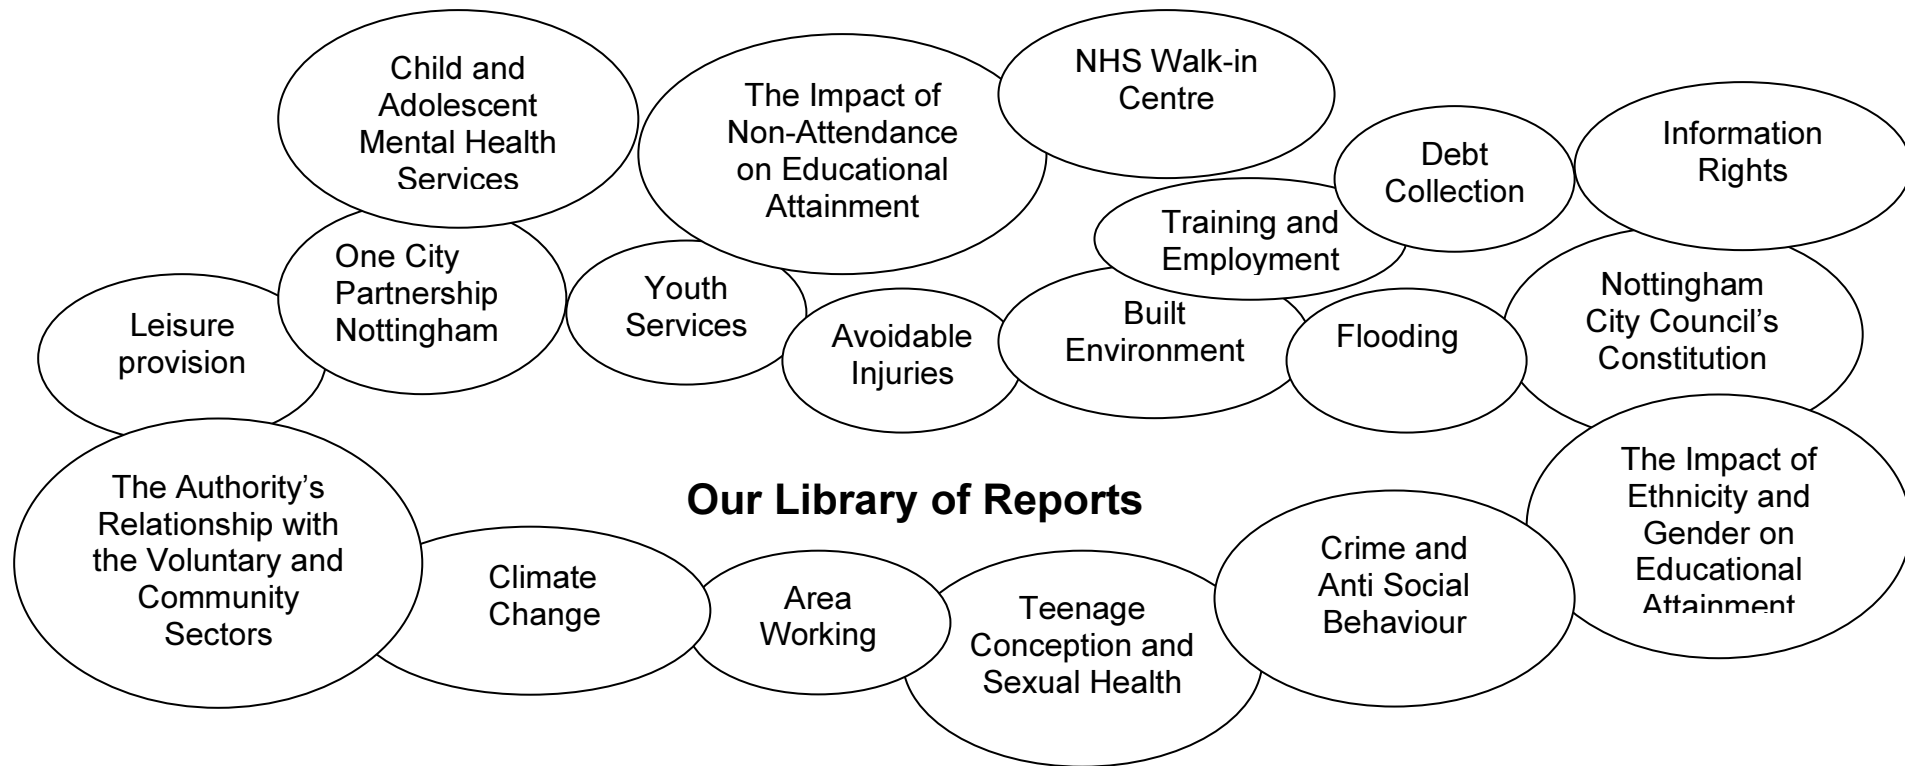 Child and
Adolescent
Mental Health
Services
The Impact of
Non-Attendance
on Educational
Attainment
NHS Walk-in
Centre
Debt
Collection
Information
Rights
Training and
Employment
One City
Partnership
Nottingham
Youth
Services
Leisure
provision
Avoidable
Injuries
Built
Environment
Flooding
Nottingham
City Council’s
Constitution
The Authority’s
Relationship with
the Voluntary and
Community
Sectors
Our Library of Reports
The Impact of
Ethnicity and
Gender on
Educational
Attainment
Climate
Change
Area
Working
Teenage
Conception and
Sexual Health
Crime and
Anti Social
Behaviour